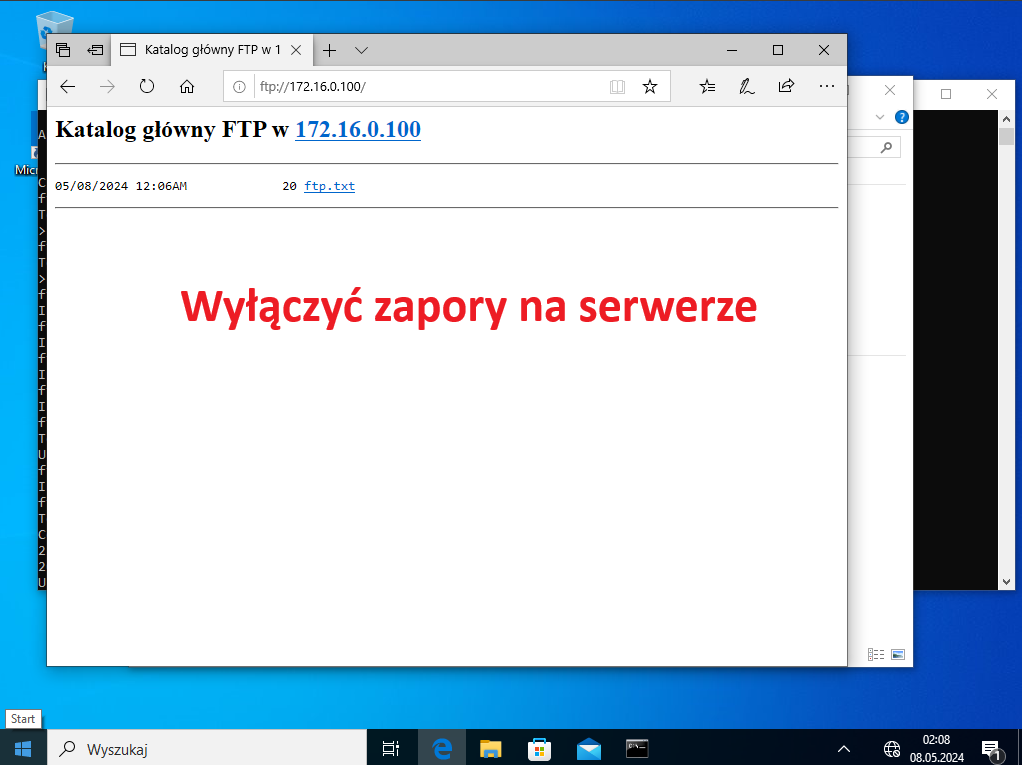 Katalog główny FTP w 1
ftp://172.16.0.100/
Katalog główny FTP w 172.16.0.100
05/08/2024 12:06AM 20 ftp.txt
Wyłączyć zapory na serwerze
Start
Wyszukaj
02:08
08.05.2024
1